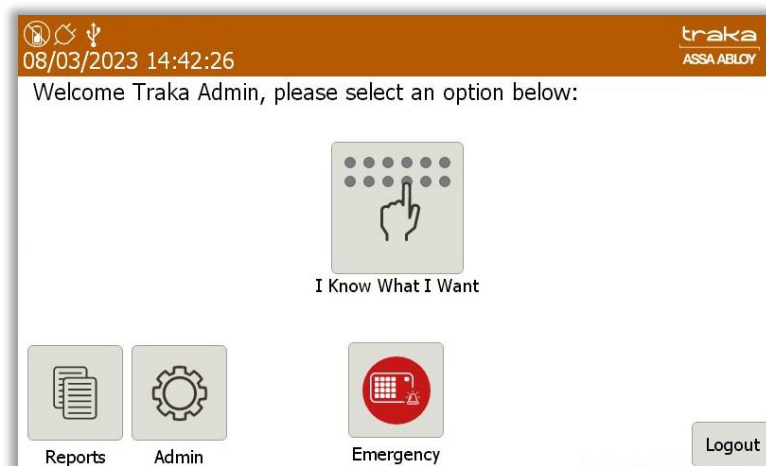 08/03/2023 14:42:26
traka
ASSA ABLOY
Welcome Traka Admin, please select an option below:
I Know What I Want
Reports
Admin
Emergency
Logout